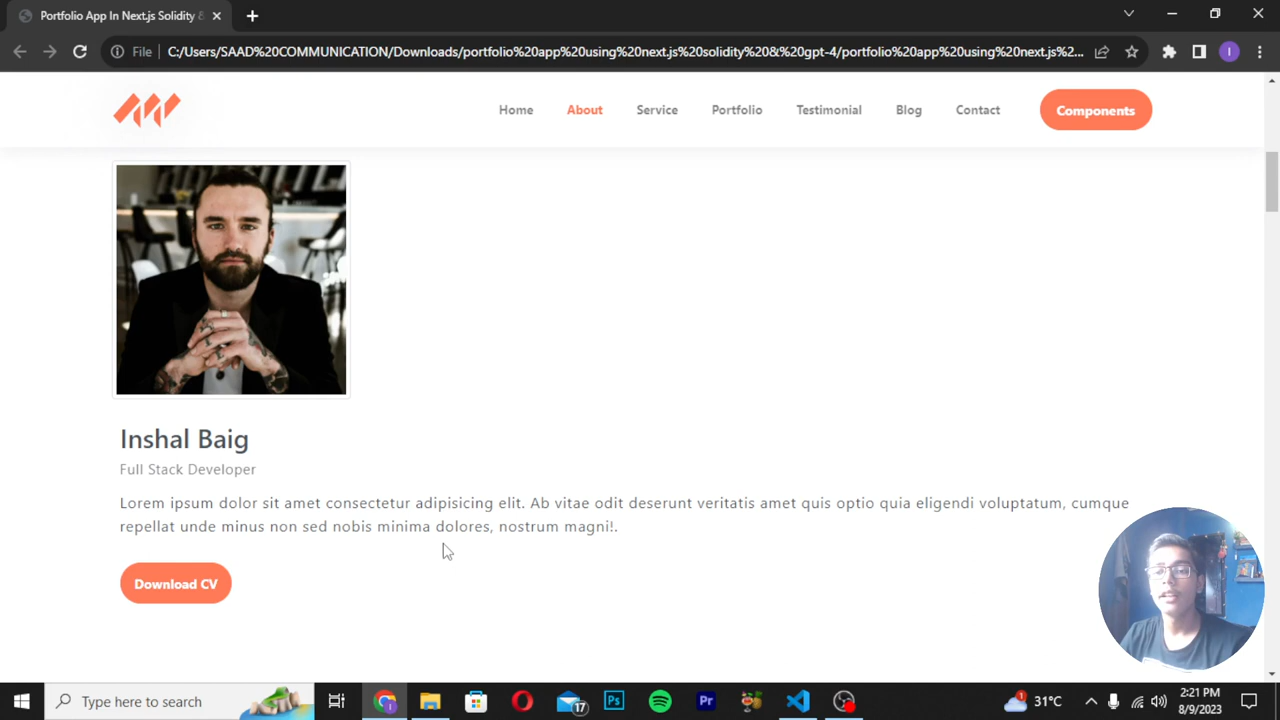 Portfolio App In Next.js Solidity &
File
C:/Users/SAAD%20COMMUNICATION/Downloads/portfolio%20app%20using%20next.js%20solidity%20&%20gpt-4/portfolio%20app%20using%20next.js%2...
I
Home
About
Service
Portfolio
Testimonial
Blog
Contact
Components
Inshal Baig
Full Stack Developer
Lorem ipsum dolor sit amet consectetur adipisicing elit. Ab vitae odit deserunt veritatis amet quis optio quia eligendi voluptatum, cumque
repellat unde minus non sed nobis minima dolores, nostrum magni!.
Download CV
Type here to search
17
Ps
Pr
1
31°C
2:21 PM
8/9/2023